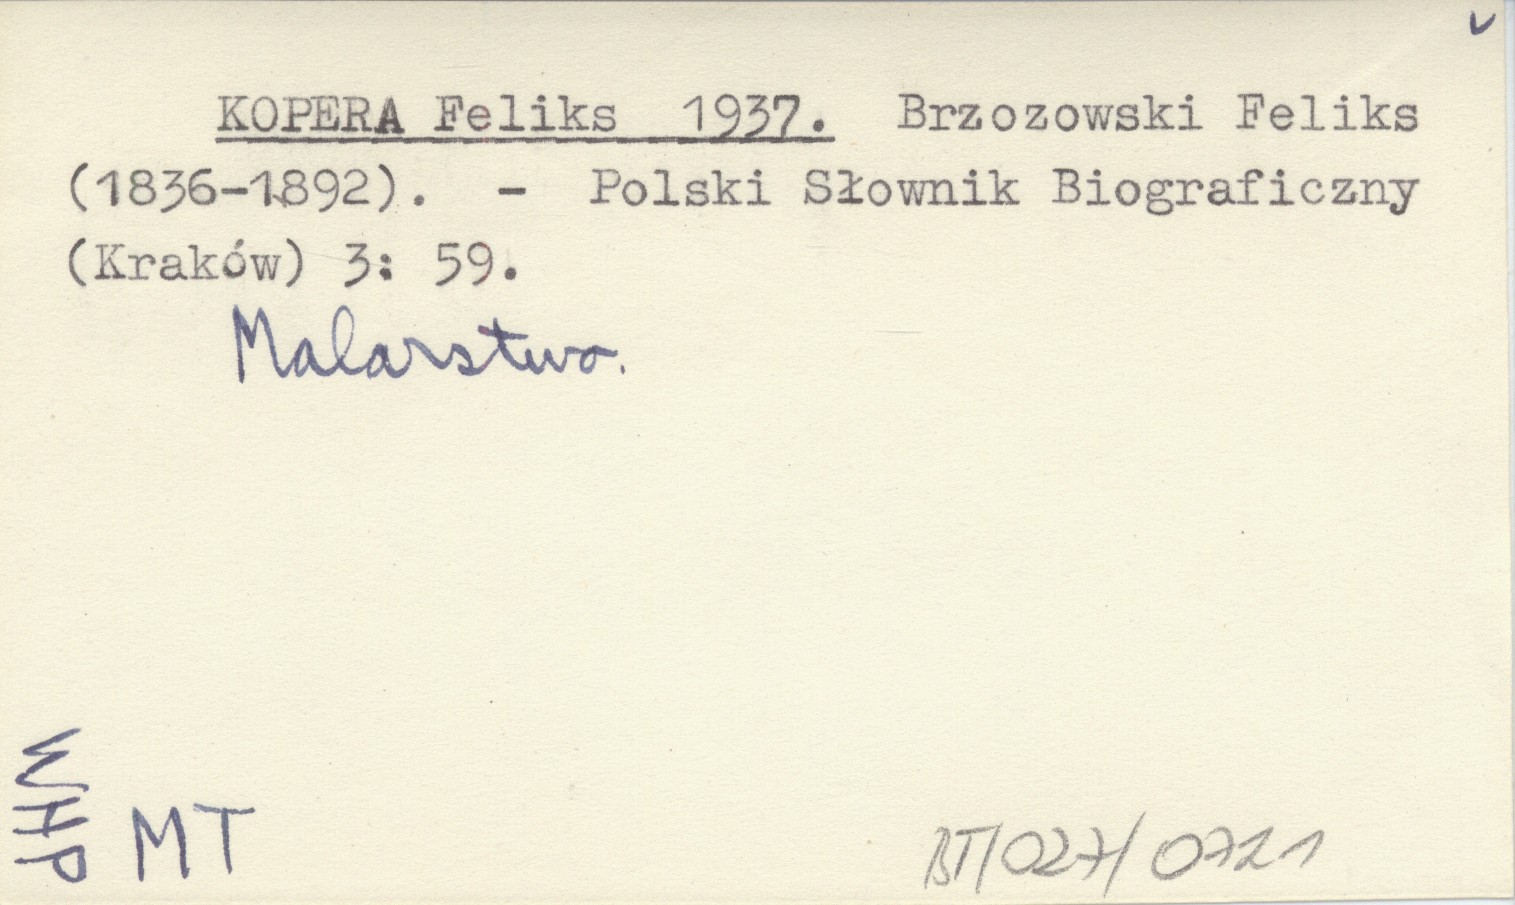 KOPERA Feliks 1937. Brzozowski Feliks
(1836-1892). - Polski Słownik Biograficzny
(Kraków) 3: 59.
Malarstwo.
WHP
MT
BT/027/0721